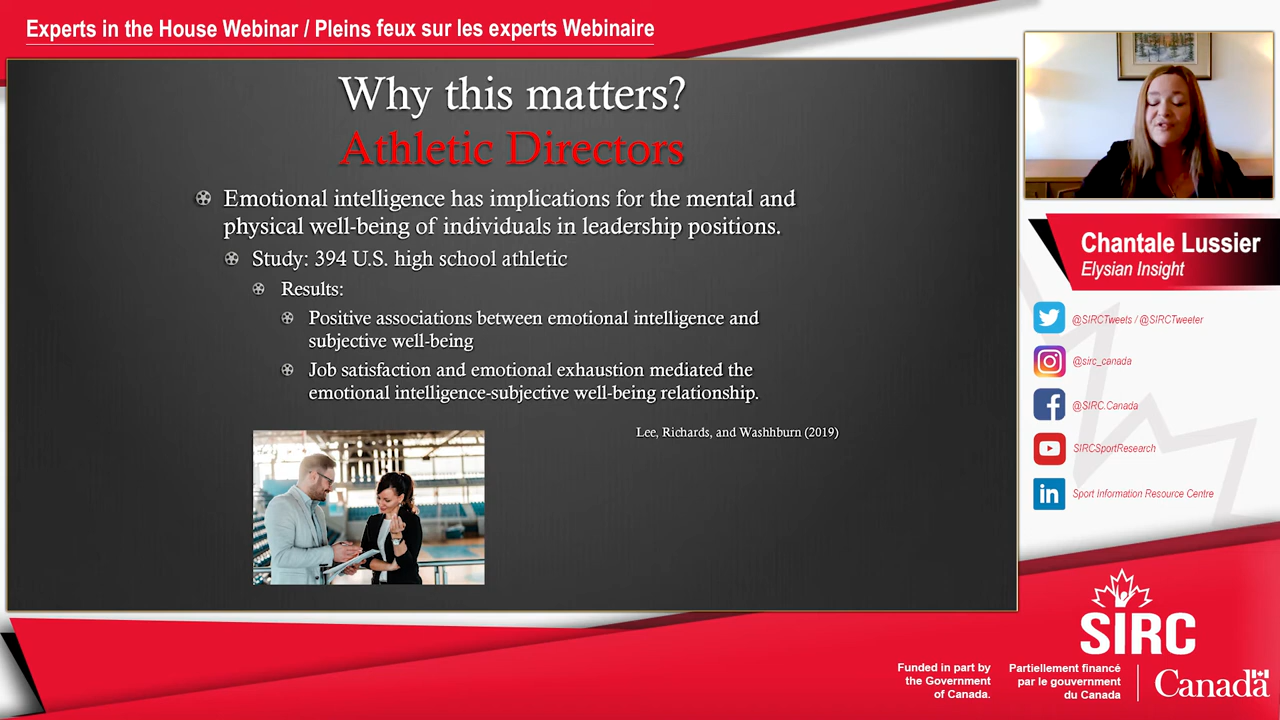 Experts in the House Webinar / Pleins feux sur les experts Webinaire
Why this matters?
Athletic Directors
Emotional intelligence has implications for the mental and
physical well-being of individuals in leadership positions.
Study: 394 U.S. high school athletic
Results:
Positive associations between emotional intelligence and
subjective well-being
Job satisfaction and emotional exhaustion mediated the
emotional intelligence-subjective well-being relationship.
Lee, Richards, and Washhburn (2019)
Chantale Lussier
Elysian Insight
@SIRCTweets / @SIRCTweeter
@sirc_canada
@SIRC.Canada
SIRCSportResearch
in
Sport Information Resource Centre
SIRC
Funded in part by
the Government
of Canada.
Partiellement financé
par le gouvernment
du Canada
Canada